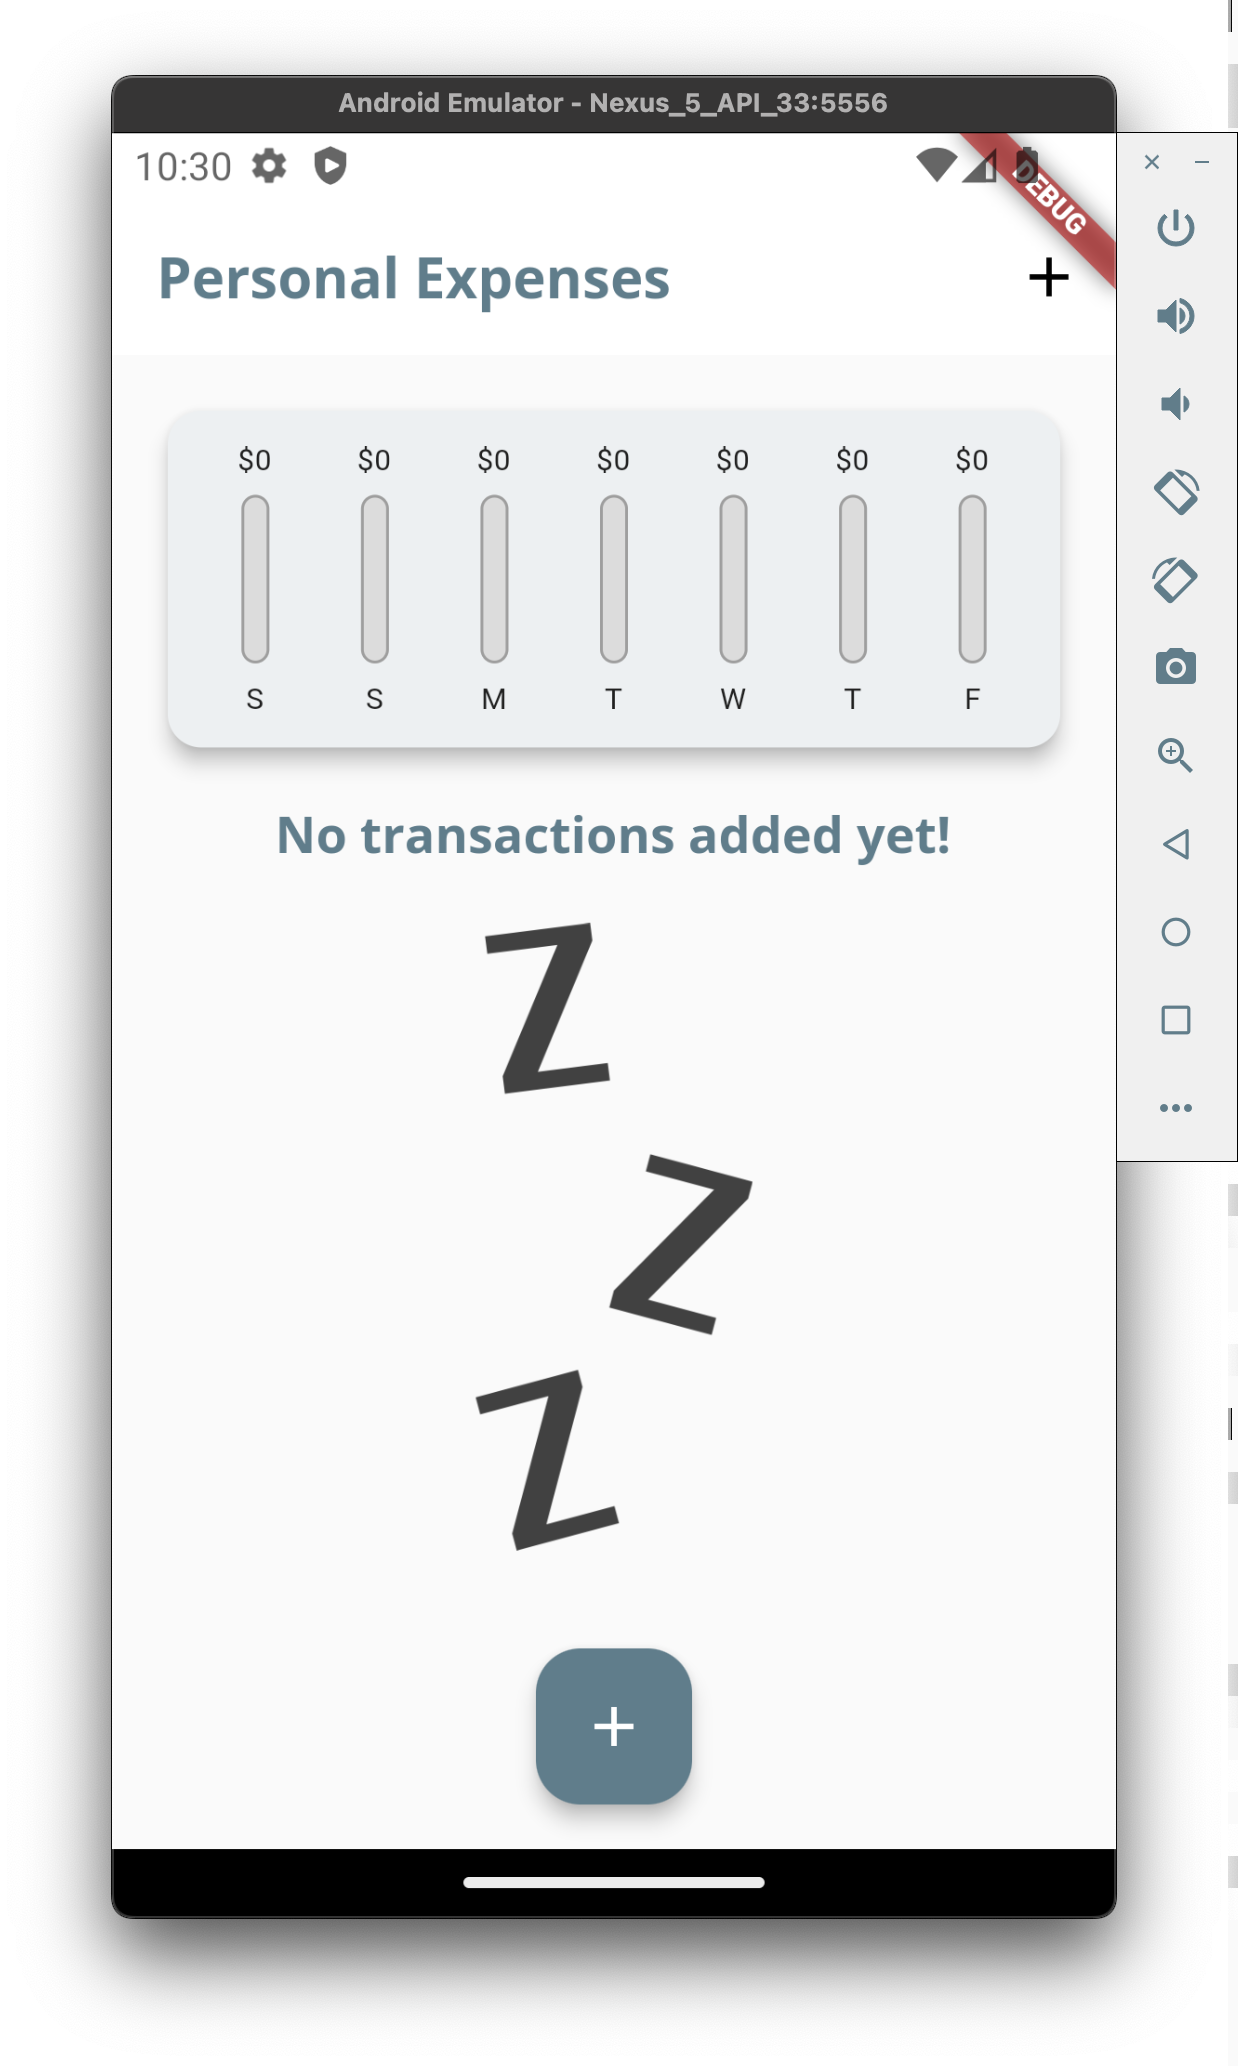 Android Emulator - Nexus_5_API_33:5556
10:30
DEBUG
Personal Expenses
$0 $0 $0 $0 $0 $0 $0
S S M T W T F
No transactions added yet!
Z
Z
Z